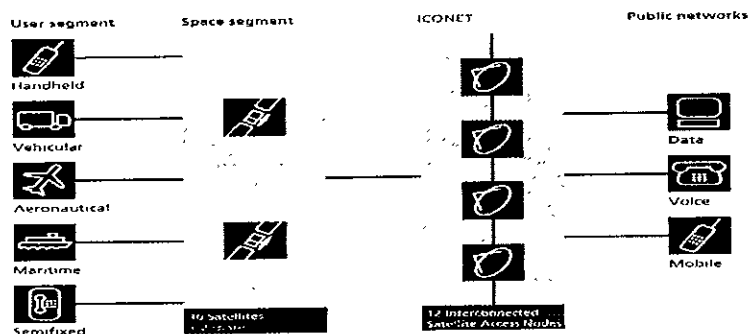 User segment
Space segment
ICONET
Public networks
Handheld
Vehicular
Aeronautical
Maritime
Semifixed
10 Satellites
12 Interconnected
Satellite Access Nodes
Data
Voice
Mobile